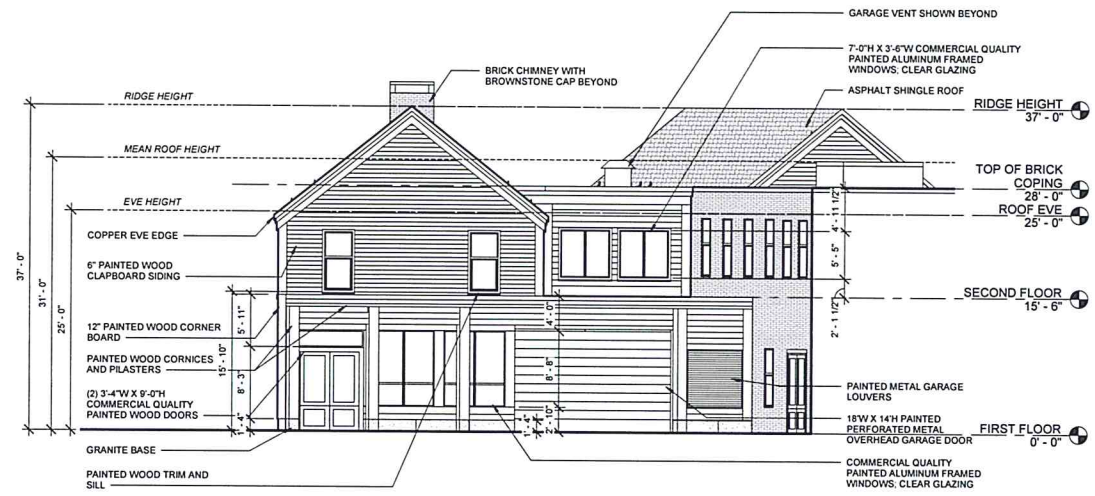 GARAGE VENT SHOWN BEYOND
7'-0"H X 3'-6"W COMMERCIAL QUALITY
PAINTED ALUMINUM FRAMED
WINDOWS; CLEAR GLAZING
BRICK CHIMNEY WITH
BROWNSTONE CAP BEYOND
ASPHALT SHINGLE ROOF
RIDGE HEIGHT
RIDGE HEIGHT
37' - 0"
MEAN ROOF HEIGHT
TOP OF BRICK
COPING
28' - 0"
EVE HEIGHT
ROOF EVE
25' - 0"
COPPER EVE EDGE
6" PAINTED WOOD
CLAPBOARD SIDING
37' - 0"
31' - 0"
25' - 0"
4' - 11 1/2"
5' - 5"
2' - 1 1/2"
SECOND FLOOR
15' - 6"
12" PAINTED WOOD CORNER
BOARD
15' - 10"
5' - 11"
8' - 3"
1' - 4"
4' - 0"
8' - 8"
2' - 10"
1' - 4"
PAINTED WOOD CORNICES
AND PILASTERS
(2) 3'-4"W X 9'-0"H
COMMERCIAL QUALITY
PAINTED WOOD DOORS
PAINTED METAL GARAGE
LOUVERS
18'W X 14'H PAINTED
PERFORATED METAL
OVERHEAD GARAGE DOOR
FIRST FLOOR
0' - 0"
GRANITE BASE
PAINTED WOOD TRIM AND
SILL
COMMERCIAL QUALITY
PAINTED ALUMINUM FRAMED
WINDOWS; CLEAR GLAZING